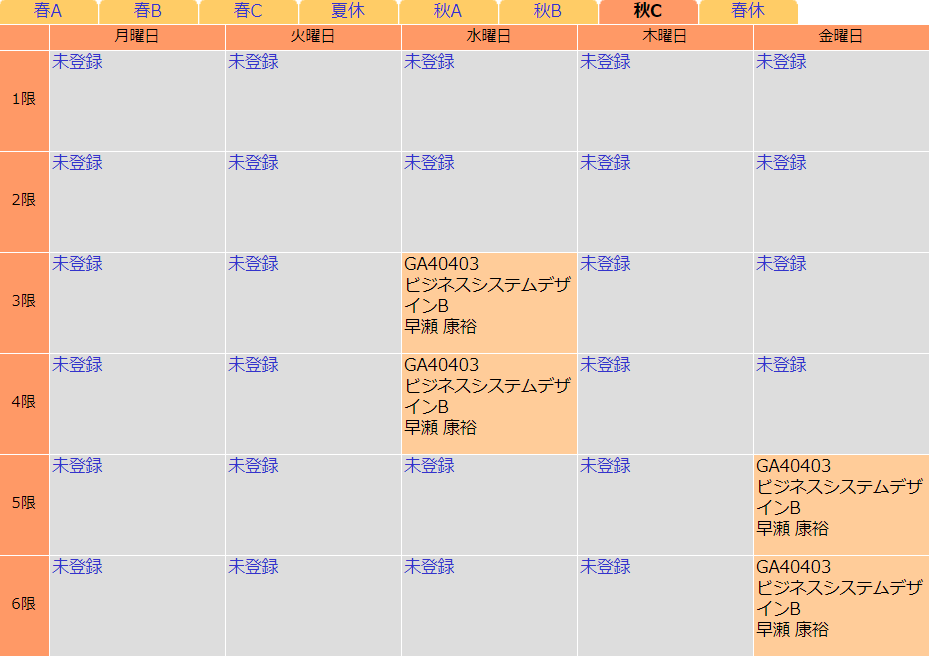 春A 春B 春C 夏休 秋A 秋B 秋C 春休
月曜日 火曜日 水曜日 木曜日 金曜日
1限 未登録 未登録 未登録 未登録 未登録
2限 未登録 未登録 未登録 未登録 未登録
3限 未登録 未登録
GA40403
ビジネスシステムデザ
インB
早瀬 康裕
未登録 未登録
4限 未登録 未登録
GA40403
ビジネスシステムデザ
インB
早瀬 康裕
未登録 未登録
5限 未登録 未登録 未登録 未登録
GA40403
ビジネスシステムデザ
インB
早瀬 康裕
6限 未登録 未登録 未登録 未登録
GA40403
ビジネスシステムデザ
インB
早瀬 康裕